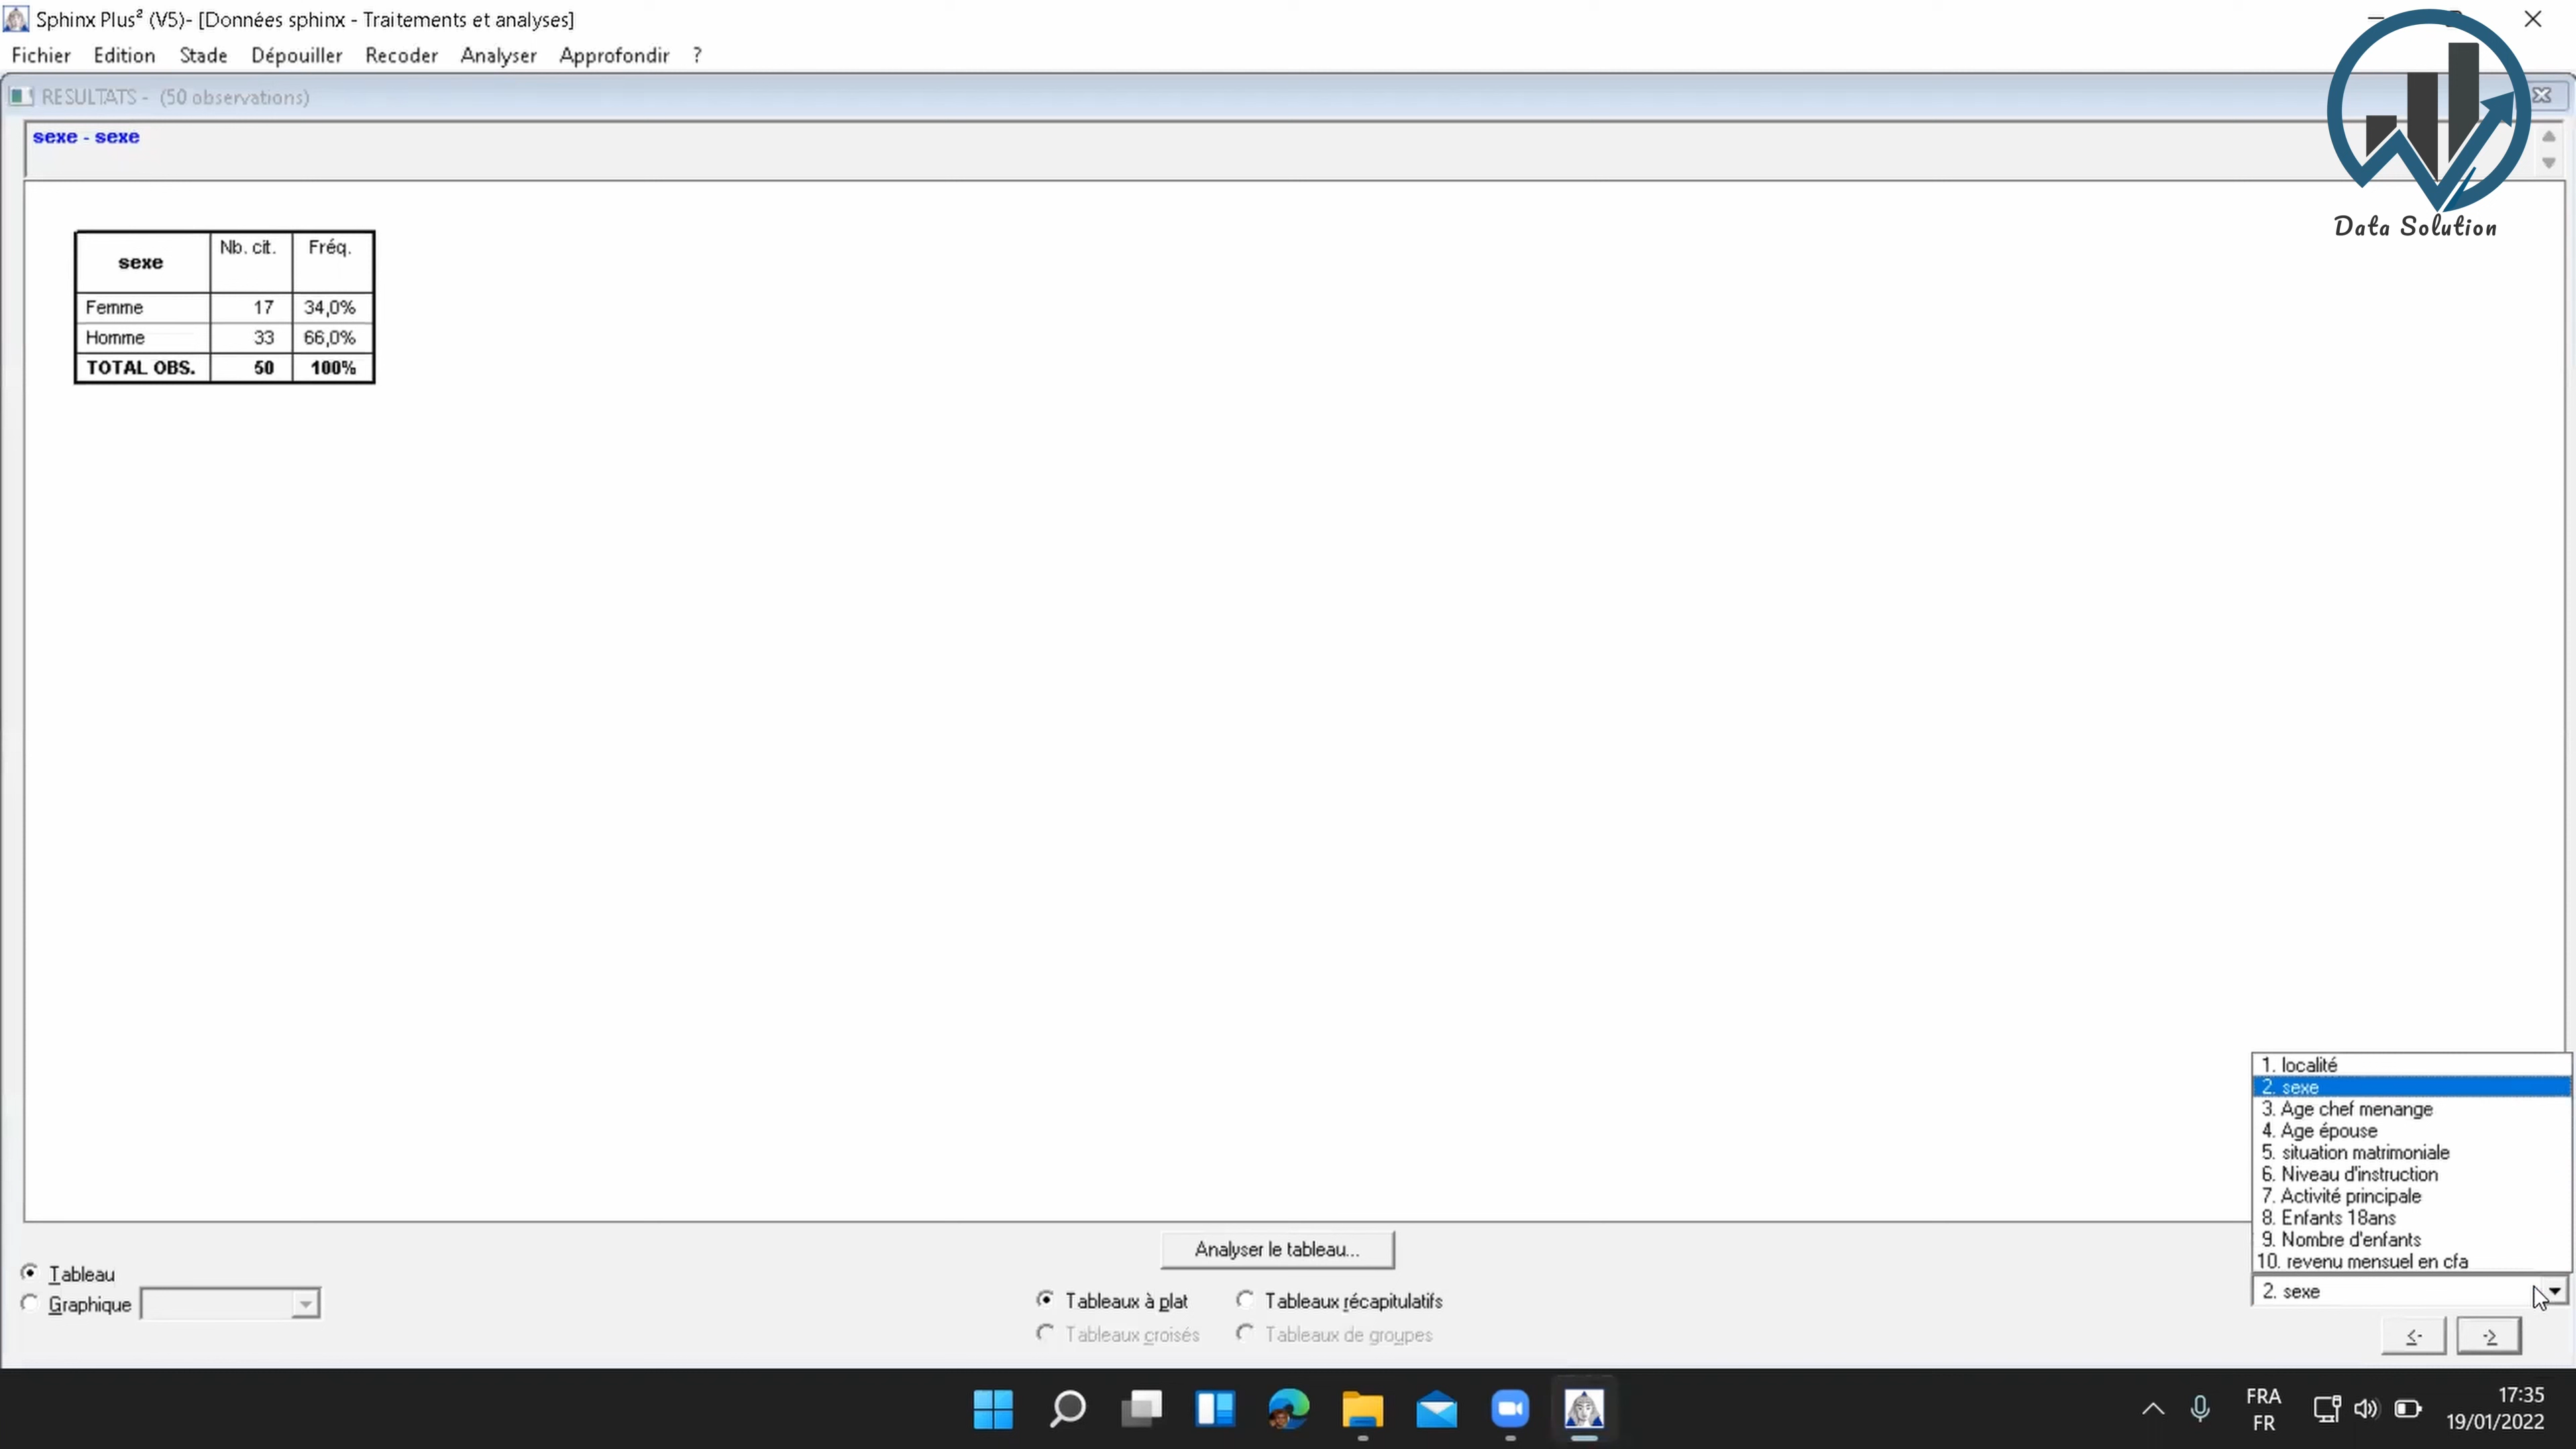 Sphinx Plus² (V5)- [Données sphinx - Traitements et analyses]
Fichier Edition Stade Dépouiller Recoder Analyser Approfondir ?
RESULTATS - (50 observations)
sexe - sexe
Data Solution
sexe Nb. cit. Fréq.
Femme 17 34,0%
Homme 33 66,0%
TOTAL OBS. 50 100%
1. localité
2. sexe
3. Age chef menange
4. Age épouse
5. situation matrimoniale
6. Niveau d'instruction
7. Activité principale
8. Enfants 18ans
9. Nombre d'enfants
10. revenu mensuel en cfa
2. sexe
Analyser le tableau...
Tableau
Graphique
Tableaux à plat Tableaux récapitulatifs
Tableaux croisés Tableaux de groupes
<- ->
FRA
FR
17:35
19/01/2022